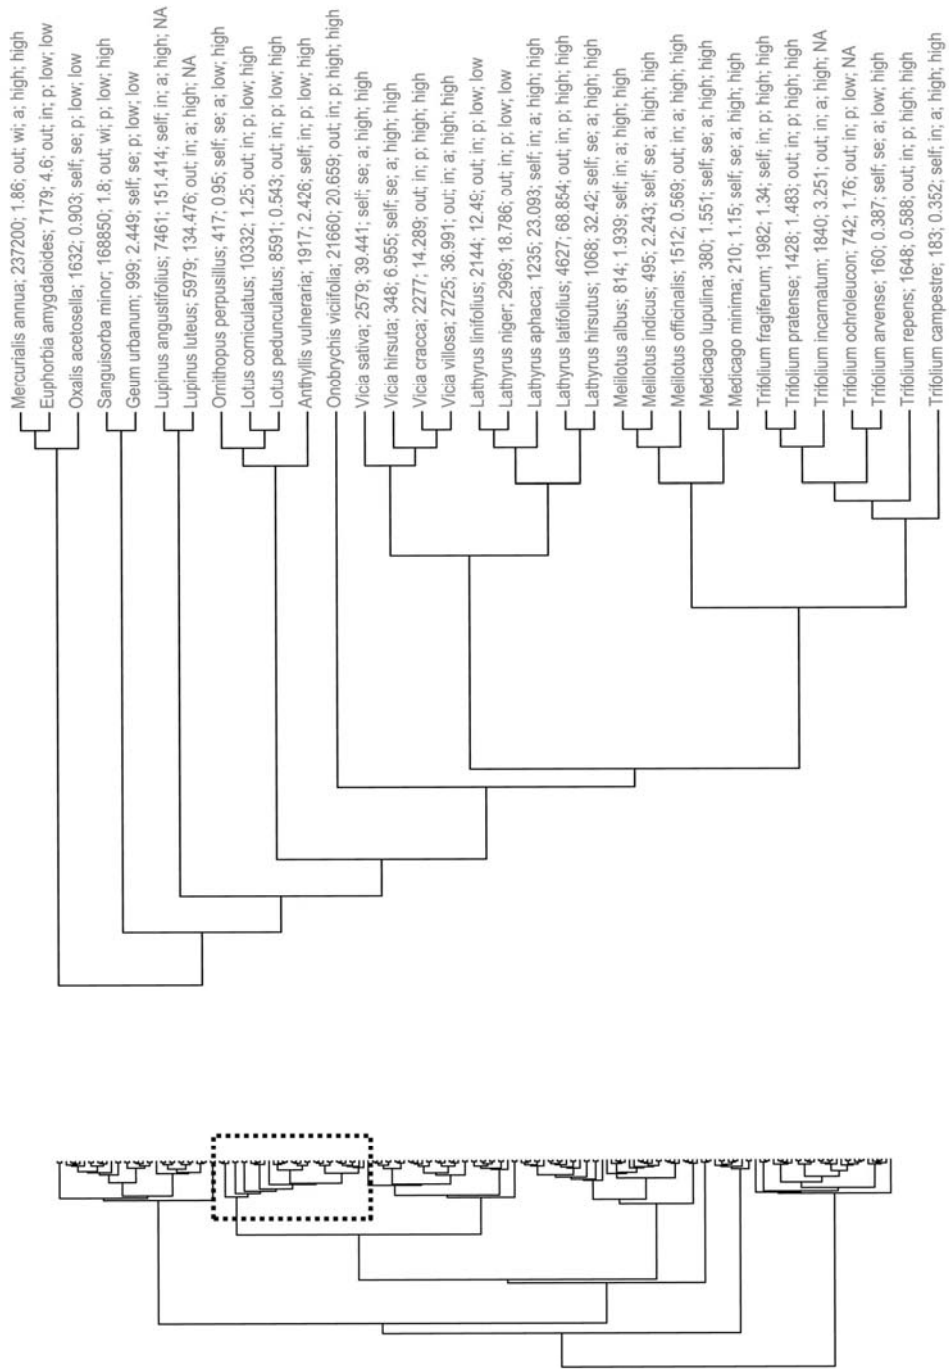 Mercurialis annua; 237200; 1.86; out; wi; a; high; high
Euphorbia amygdaloides; 7179; 4.6; out; in; p; low; low
Oxalis acetosella; 1632; 0.903; self; se; p; low; low
Sanguisorba minor; 168850; 1.8; out; wi; p; low; high
Geum urbanum; 999; 2.449; self; se; p; low; low
Lupinus angustifolius; 7461; 151.414; self; in; a; high; NA
Lupinus luteus; 5979; 134.476; out; in; a; high; NA
Ornithopus perpusillus; 417; 0.95; self; se; a; low; high
Lotus corniculatus; 10332; 1.25; out; in; p; low; high
Lotus pedunculatus; 8591; 0.543; out; in; p; low; high
Anthyllis vulneraria; 1917; 2.426; self; in; p; low; high
Onobrychis viciifolia; 21660; 20.659; out; in; p; high; high
Vicia sativa; 2579; 39.441; self; se; a; high; high
Vicia hirsuta; 348; 6.955; self; se; a; high; high
Vicia cracca; 2277; 14.289; out; in; p; high; high
Vicia villosa; 2725; 36.991; out; in; a; high; high
Lathyrus linifolius; 2144; 12.49; out; in; p; low; low
Lathyrus niger; 2969; 18.786; out; in; p; low; low
Lathyrus aphaca; 1235; 23.093; self; in; a; high; high
Lathyrus latifolius; 4627; 68.854; out; in; p; high; high
Lathyrus hirsutus; 1068; 32.42; self; se; a; high; high
Melilotus albus; 814; 1.939; self; in; a; high; high
Melilotus indicus; 495; 2.243; self; se; a; high; high
Melilotus officinalis; 1512; 0.569; out; in; a; high; high
Medicago lupulina; 380; 1.551; self; se; a; high; high
Medicago minima; 210; 1.15; self; se; a; high; high
Trifolium fragiferum; 1982; 1.34; self; in; p; high; high
Trifolium pratense; 1428; 1.483; out; in; p; high; high
Trifolium incarnatum; 1840; 3.251; out; in; a; high; NA
Trifolium ochroleucon; 742; 1.76; out; in; p; low; NA
Trifolium arvense; 160; 0.387; self; se; a; low; high
Trifolium repens; 1648; 0.588; out; in; p; high; high
Trifolium campestre; 183; 0.352; self; in; a; high; high